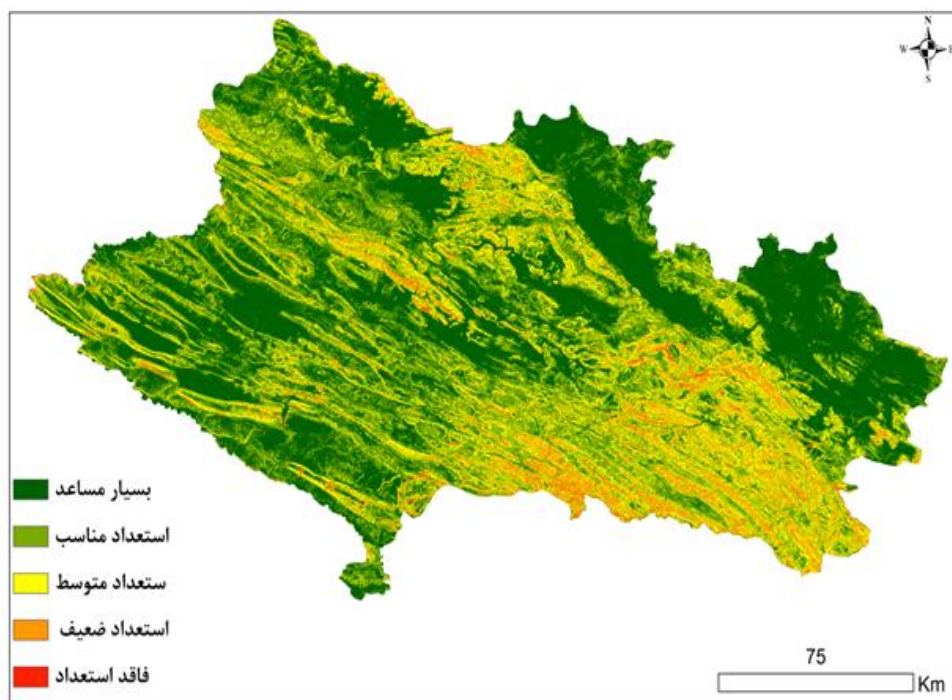 N
W E
S
بسیار مساعد
استعداد مناسب
ستعداد متوسط
استعداد ضعیف
فاقد استعداد
75
Km